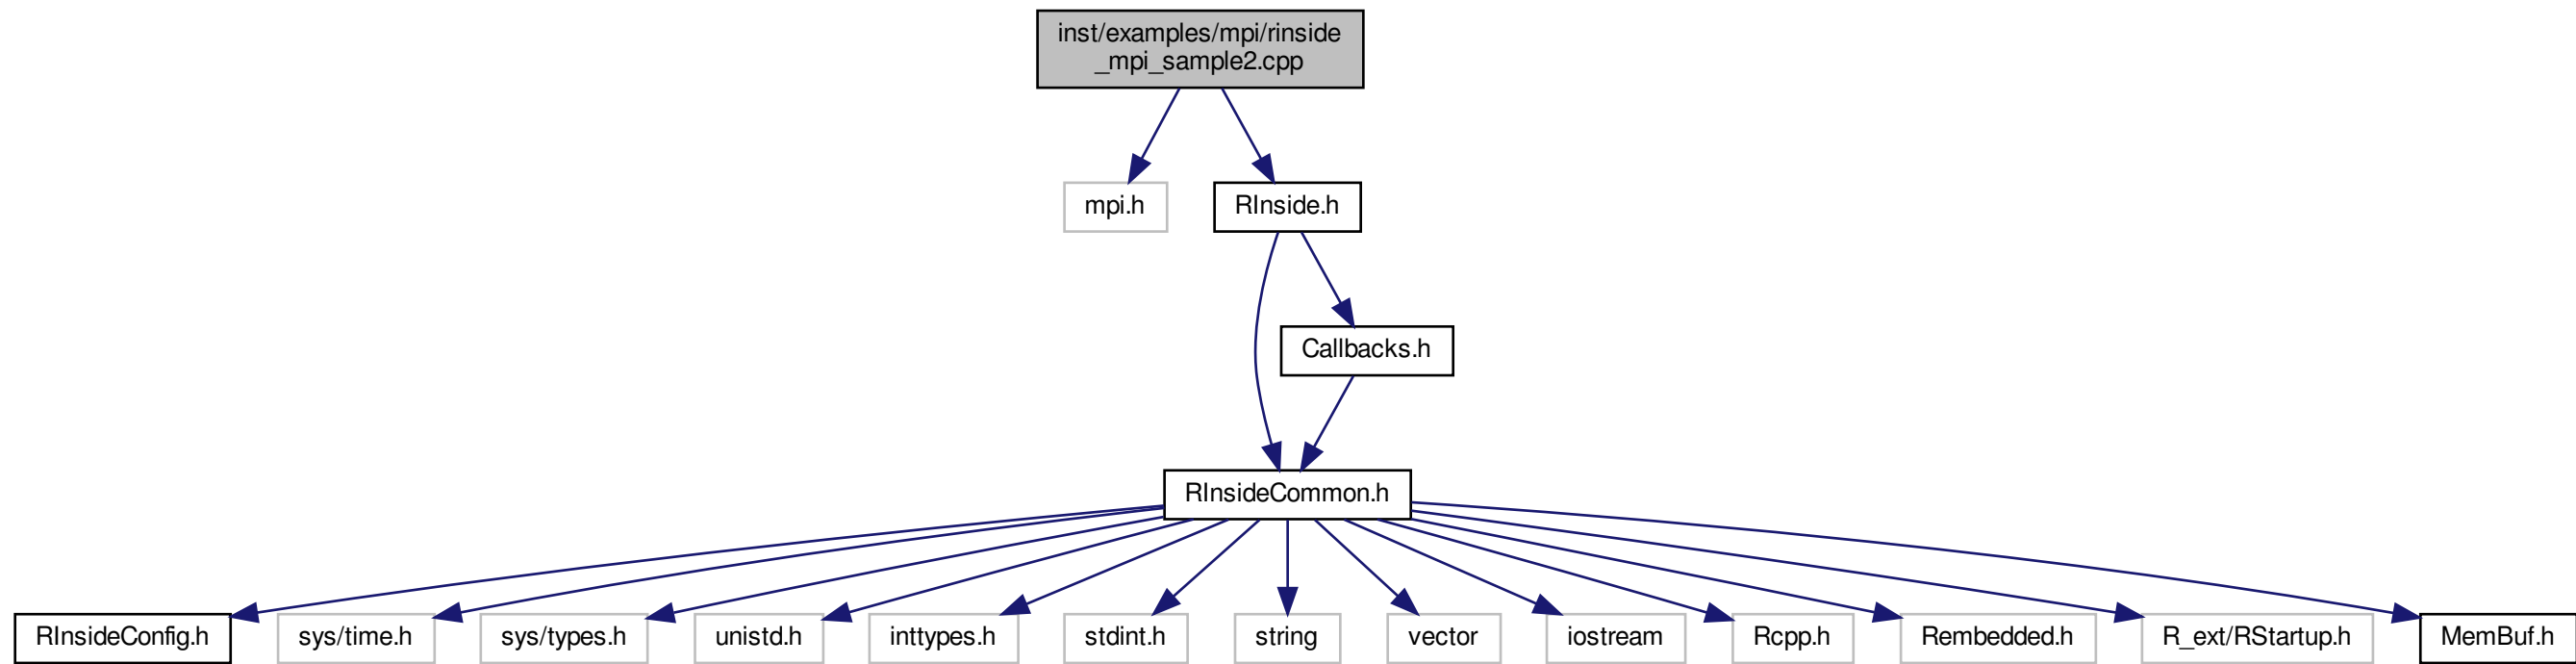 inst/examples/mpi/rinside
_mpi_sample2.cpp
mpi.h
RInside.h
Callbacks.h
RInsideCommon.h
RInsideConfig.h
sys/time.h
sys/types.h
unistd.h
inttypes.h
stdint.h
string
vector
iostream
Rcpp.h
Rembedded.h
R_ext/RStartup.h
MemBuf.h